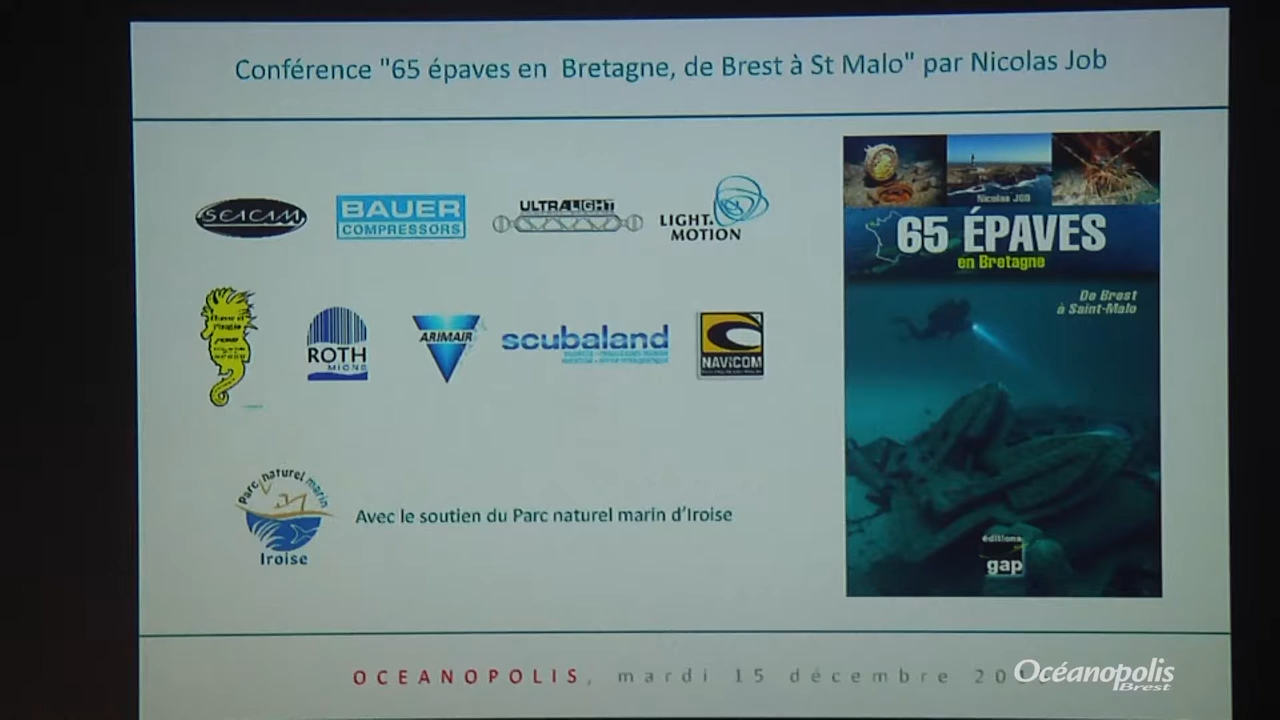 Conférence "65 épaves en Bretagne, de Brest à St Malo" par Nicolas Job
SEACAM
BAUER
COMPRESSORS
ULTRALIGHT
LIGHT & MOTION
ROTH
MIONS
ARIMAIR
scubaland
NAVICOM
Parc naturel marin
Iroise
Avec le soutien du Parc naturel marin d'Iroise
Nicolas JOB
65 ÉPAVES
en Bretagne
De Brest
à Saint-Malo
éditions
gap
OCEANOPOLIS, mardi 15 décembre 20
Océanopolis
Brest